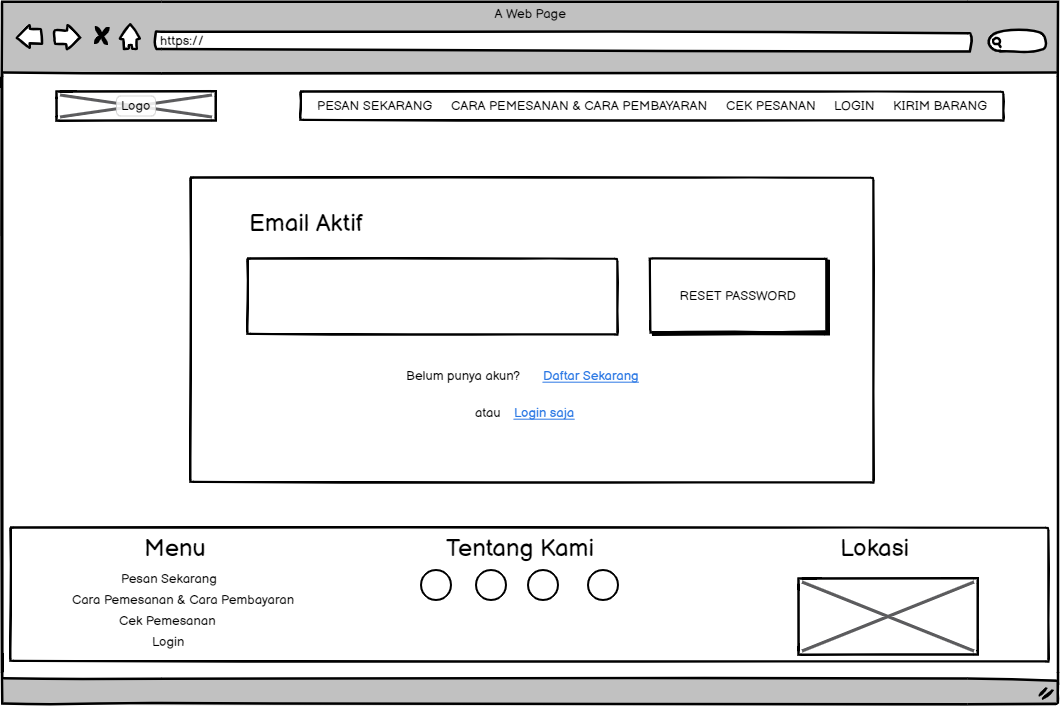 A Web Page
https://
Logo
PESAN SEKARANG CARA PEMESANAN & CARA PEMBAYARAN CEK PESANAN LOGIN KIRIM BARANG
Email Aktif
RESET PASSWORD
Belum punya akun? Daftar Sekarang
atau Login saja
Menu
Pesan Sekarang
Cara Pemesanan & Cara Pembayaran
Cek Pemesanan
Login
Tentang Kami
Lokasi